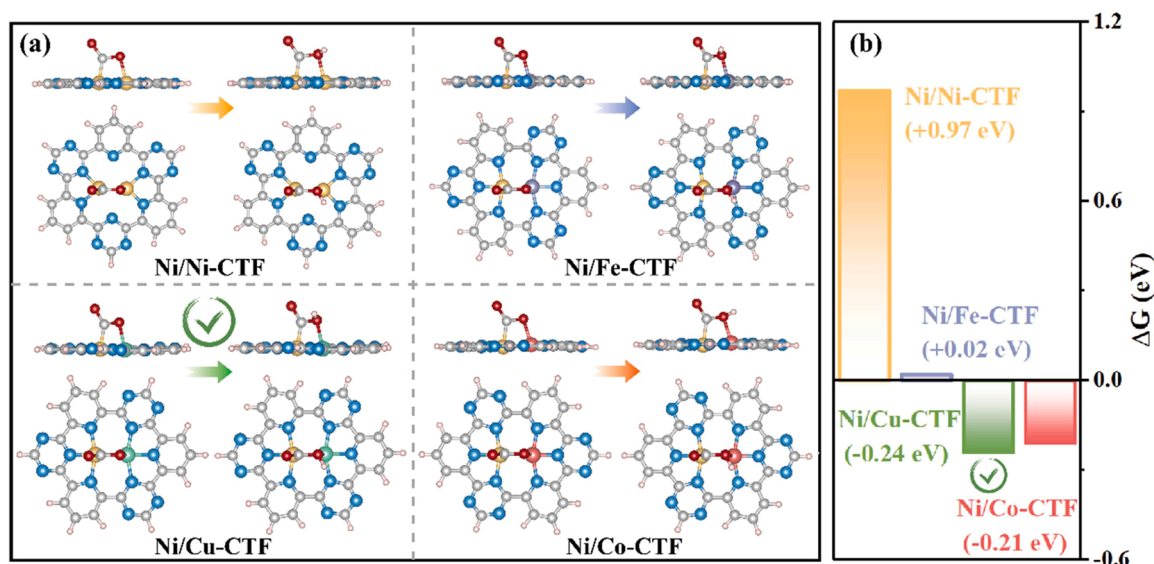 (a)
Ni/Ni-CTF
Ni/Fe-CTF
Ni/Cu-CTF
Ni/Co-CTF
(b)
Ni/Ni-CTF
(+0.97 eV)
Ni/Fe-CTF
(+0.02 eV)
Ni/Cu-CTF
(-0.24 eV)
Ni/Co-CTF
(-0.21 eV)
1.2
0.6
0.0
-0.6
ΔG (eV)